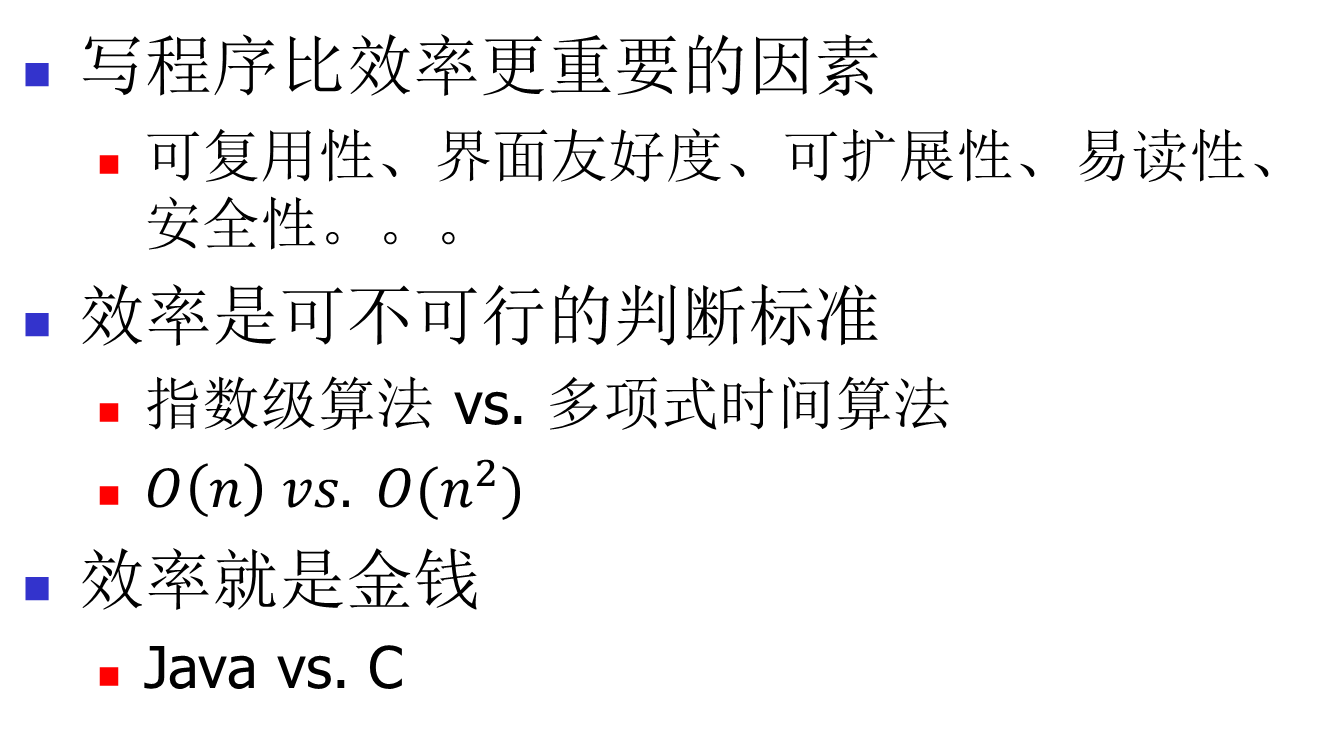 写程序比效率更重要的因素
可复用性、界面友好度、可扩展性、易读性、
安全性。。。
效率是可不可行的判断标准
指数级算法 vs. 多项式时间算法
O(n) vs. O(n²)
效率就是金钱
Java vs. C